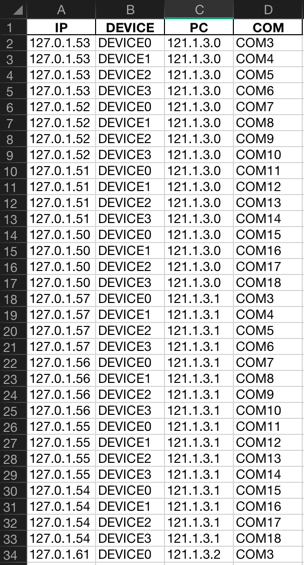 A B C D
1 IP DEVICE PC COM
2 127.0.1.53 DEVICE0 121.1.3.0 COM3
3 127.0.1.53 DEVICE1 121.1.3.0 COM4
4 127.0.1.53 DEVICE2 121.1.3.0 COM5
5 127.0.1.53 DEVICE3 121.1.3.0 COM6
6 127.0.1.52 DEVICE0 121.1.3.0 COM7
7 127.0.1.52 DEVICE1 121.1.3.0 COM8
8 127.0.1.52 DEVICE2 121.1.3.0 COM9
9 127.0.1.52 DEVICE3 121.1.3.0 COM10
10 127.0.1.51 DEVICE0 121.1.3.0 COM11
11 127.0.1.51 DEVICE1 121.1.3.0 COM12
12 127.0.1.51 DEVICE2 121.1.3.0 COM13
13 127.0.1.51 DEVICE3 121.1.3.0 COM14
14 127.0.1.50 DEVICE0 121.1.3.0 COM15
15 127.0.1.50 DEVICE1 121.1.3.0 COM16
16 127.0.1.50 DEVICE2 121.1.3.0 COM17
17 127.0.1.50 DEVICE3 121.1.3.0 COM18
18 127.0.1.57 DEVICE0 121.1.3.1 COM3
19 127.0.1.57 DEVICE1 121.1.3.1 COM4
20 127.0.1.57 DEVICE2 121.1.3.1 COM5
21 127.0.1.57 DEVICE3 121.1.3.1 COM6
22 127.0.1.56 DEVICE0 121.1.3.1 COM7
23 127.0.1.56 DEVICE1 121.1.3.1 COM8
24 127.0.1.56 DEVICE2 121.1.3.1 COM9
25 127.0.1.56 DEVICE3 121.1.3.1 COM10
26 127.0.1.55 DEVICE0 121.1.3.1 COM11
27 127.0.1.55 DEVICE1 121.1.3.1 COM12
28 127.0.1.55 DEVICE2 121.1.3.1 COM13
29 127.0.1.55 DEVICE3 121.1.3.1 COM14
30 127.0.1.54 DEVICE0 121.1.3.1 COM15
31 127.0.1.54 DEVICE1 121.1.3.1 COM16
32 127.0.1.54 DEVICE2 121.1.3.1 COM17
33 127.0.1.54 DEVICE3 121.1.3.1 COM18
34 127.0.1.61 DEVICE0 121.1.3.2 COM3